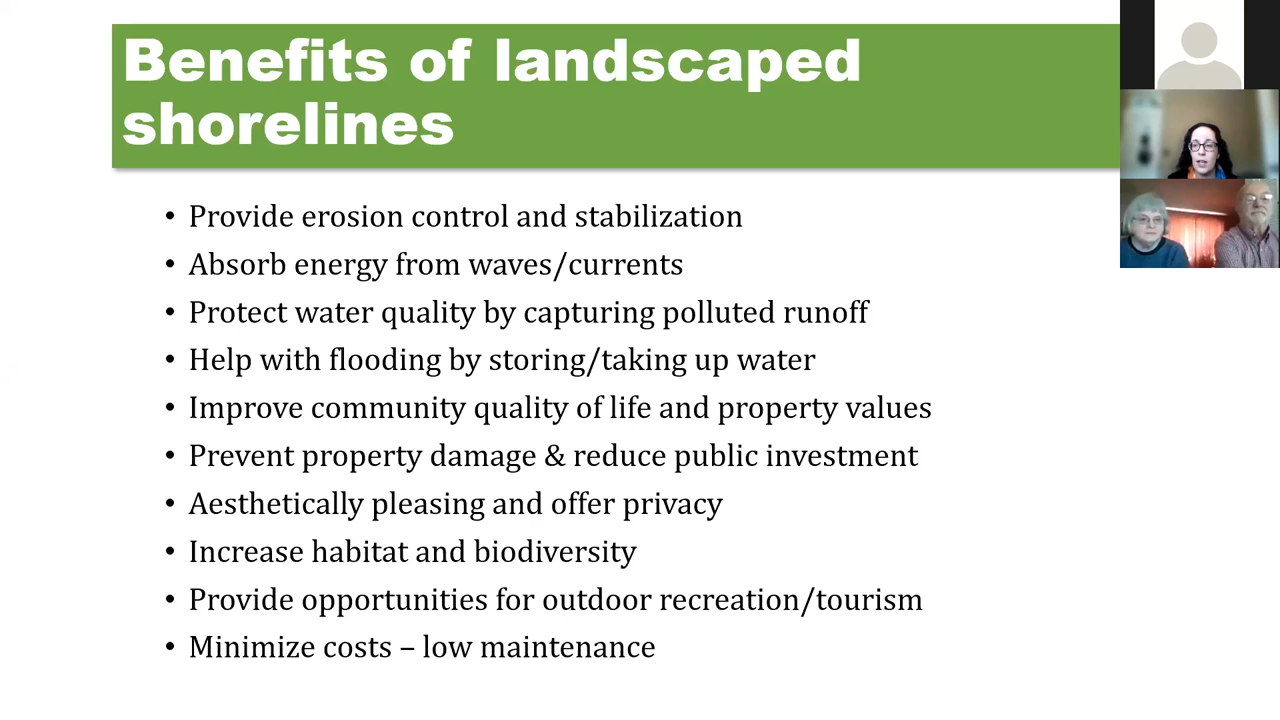 Benefits of landscaped
shorelines
• Provide erosion control and stabilization
• Absorb energy from waves/currents
• Protect water quality by capturing polluted runoff
• Help with flooding by storing/taking up water
• Improve community quality of life and property values
• Prevent property damage & reduce public investment
• Aesthetically pleasing and offer privacy
• Increase habitat and biodiversity
• Provide opportunities for outdoor recreation/tourism
• Minimize costs – low maintenance